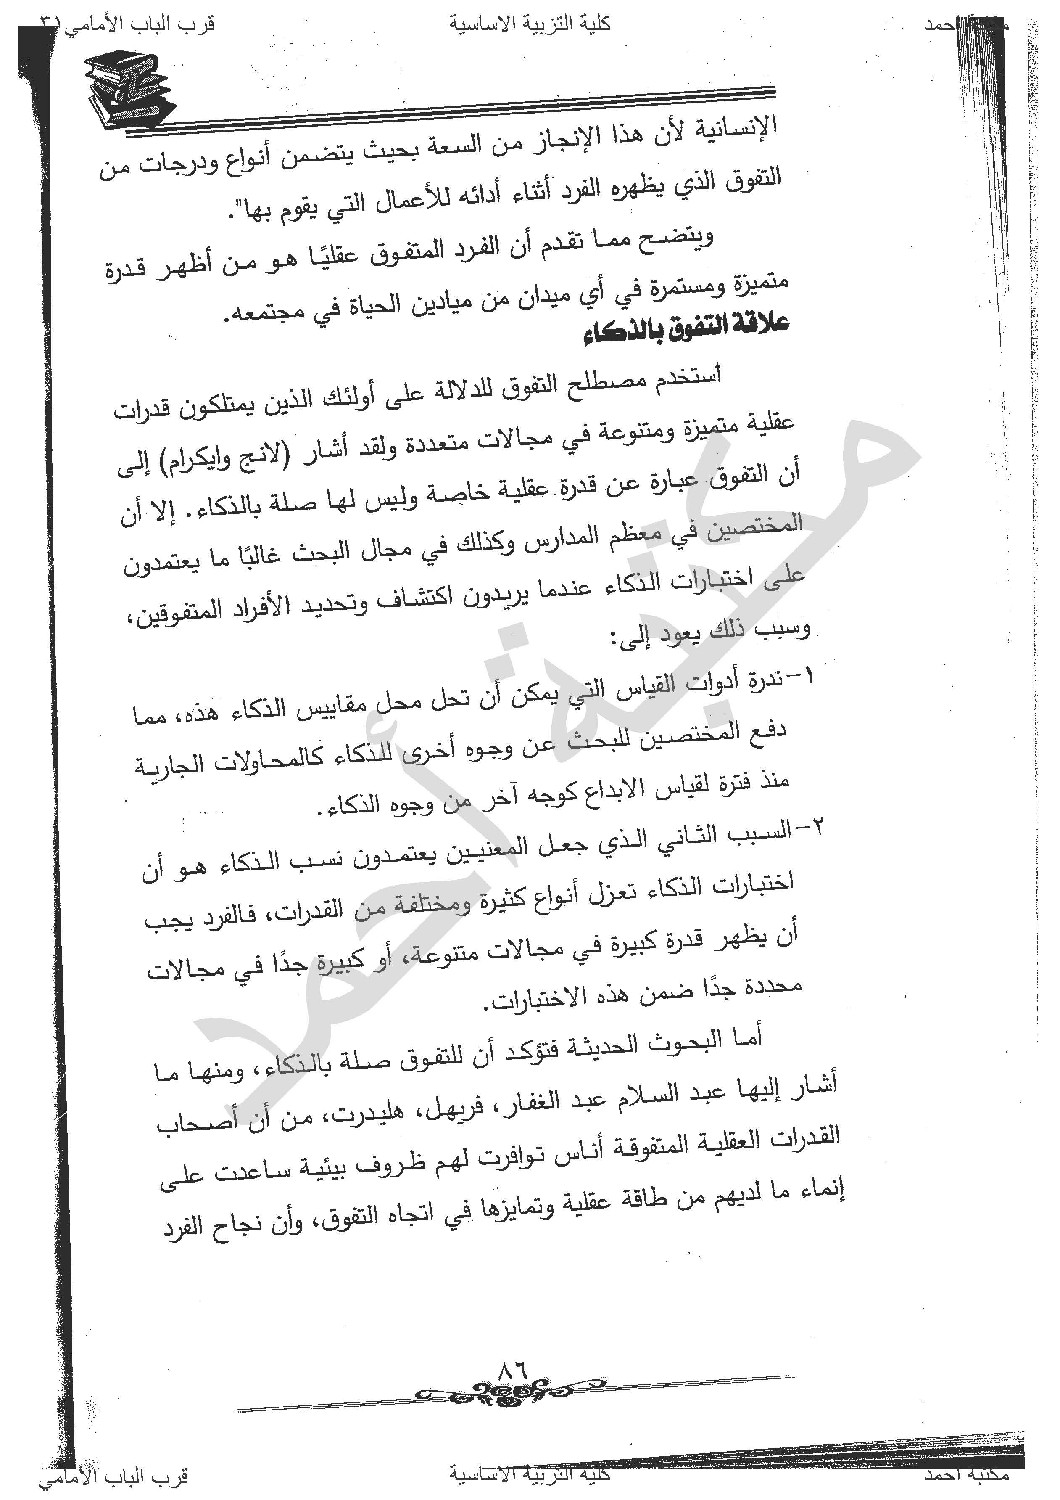 مكتبة احمد كلية التربية الاساسية قرب الباب الأمامي (٣
الإنسانية لأن هذا الإنجاز من السعة بحيث يتضمن أنواع ودرجات من
التفوق الذي يظهره الفرد أثناء أدائه للأعمال التي يقوم بها".
ويتضح مما تقدم أن الفرد المتفوق عقليًا هو من أظهر قدرة
متميزة ومستمرة في أي ميدان من ميادين الحياة في مجتمعه.
علاقة التفوق بالذكاء
أستخدم مصطلح التفوق للدلالة على أولئك الذين يمتلكون قدرات
عقلية متميزة ومتنوعة في مجالات متعددة ولقد أشار (لانج وايكرام) إلى
أن التفوق عبارة عن قدرة عقلية خاصة وليس لها صلة بالذكاء. إلا أن
المختصين في معظم المدارس وكذلك في مجال البحث غالبًا ما يعتمدون
على اختبارات الذكاء عندما يريدون اكتشاف وتحديد الأفراد المتفوقين،
وسبب ذلك يعود إلى:
١- ندرة أدوات القياس التي يمكن أن تحل محل مقاييس الذكاء هذه، مما
دفع المختصين للبحث عن وجوه أخرى للذكاء كالمحاولات الجارية
منذ فترة لقياس الابداع كوجه آخر من وجوه الذكاء.
٢- السبب الثاني الذي جعل المعنيين يعتمدون نسب الذكاء هو أن
اختبارات الذكاء تعزل أنواع كثيرة ومختلفة من القدرات، فالفرد يجب
أن يظهر قدرة كبيرة في مجالات متنوعة، أو كبيرة جدًا في مجالات
محددة جدًا ضمن هذه الاختبارات.
أما البحوث الحديثة فتؤكد أن للتفوق صلة بالذكاء، ومنها ما
أشار إليها عبد السلام عبد الغفار، فريهل، هليدرت، من أن أصحاب
القدرات العقلية المتفوقة أناس توافرت لهم ظروف بيئية ساعدت على
إنماء ما لديهم من طاقة عقلية وتمايزها في اتجاه التفوق، وأن نجاح الفرد
٨٦
مكتبة احمد كلية التربية الاساسية قرب الباب الأمامي
مكتبة أحمد